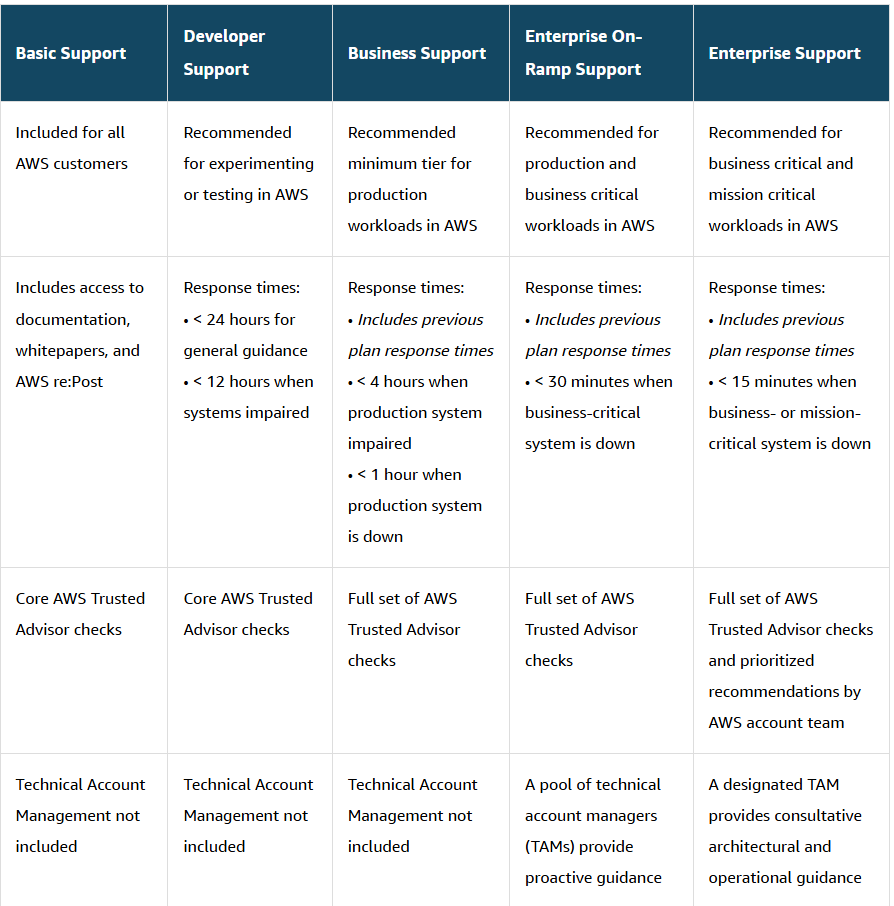 Basic Support
Developer
Support
Business Support
Enterprise On-
Ramp Support
Enterprise Support
Included for all
AWS customers
Recommended
for experimenting
or testing in AWS
Recommended
minimum tier for
production
workloads in AWS
Recommended for
production and
business critical
workloads in AWS
Recommended for
business critical and
mission critical
workloads in AWS
Includes access to
documentation,
whitepapers, and
AWS re:Post
Response times:
• < 24 hours for
general guidance
• < 12 hours when
systems impaired
Response times:
• Includes previous
plan response times
• < 4 hours when
production system
impaired
• < 1 hour when
production system
is down
Response times:
• Includes previous
plan response times
• < 30 minutes when
business-critical
system is down
Response times:
• Includes previous
plan response times
• < 15 minutes when
business- or mission-
critical system is down
Core AWS Trusted
Advisor checks
Core AWS Trusted
Advisor checks
Full set of AWS
Trusted Advisor
checks
Full set of AWS
Trusted Advisor
checks
Full set of AWS
Trusted Advisor checks
and prioritized
recommendations by
AWS account team
Technical Account
Management not
included
Technical Account
Management not
included
Technical Account
Management not
included
A pool of technical
account managers
(TAMs) provide
proactive guidance
A designated TAM
provides consultative
architectural and
operational guidance